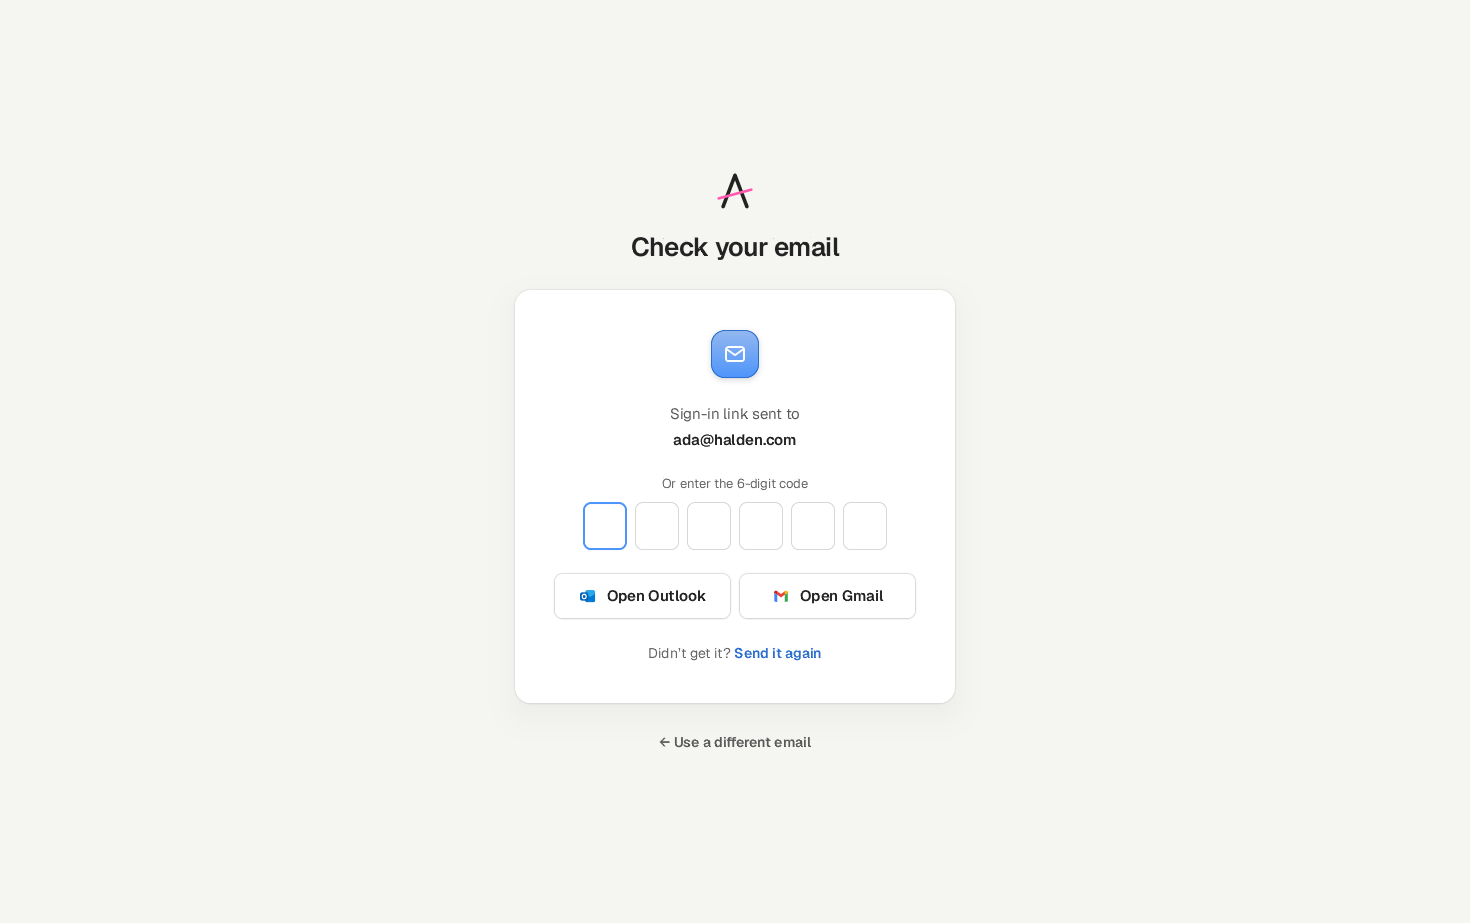 Check your email
Sign-in link sent to
ada@halden.com
Or enter the 6-digit code
Open Outlook
Open Gmail
Didn't get it? Send it again
← Use a different email